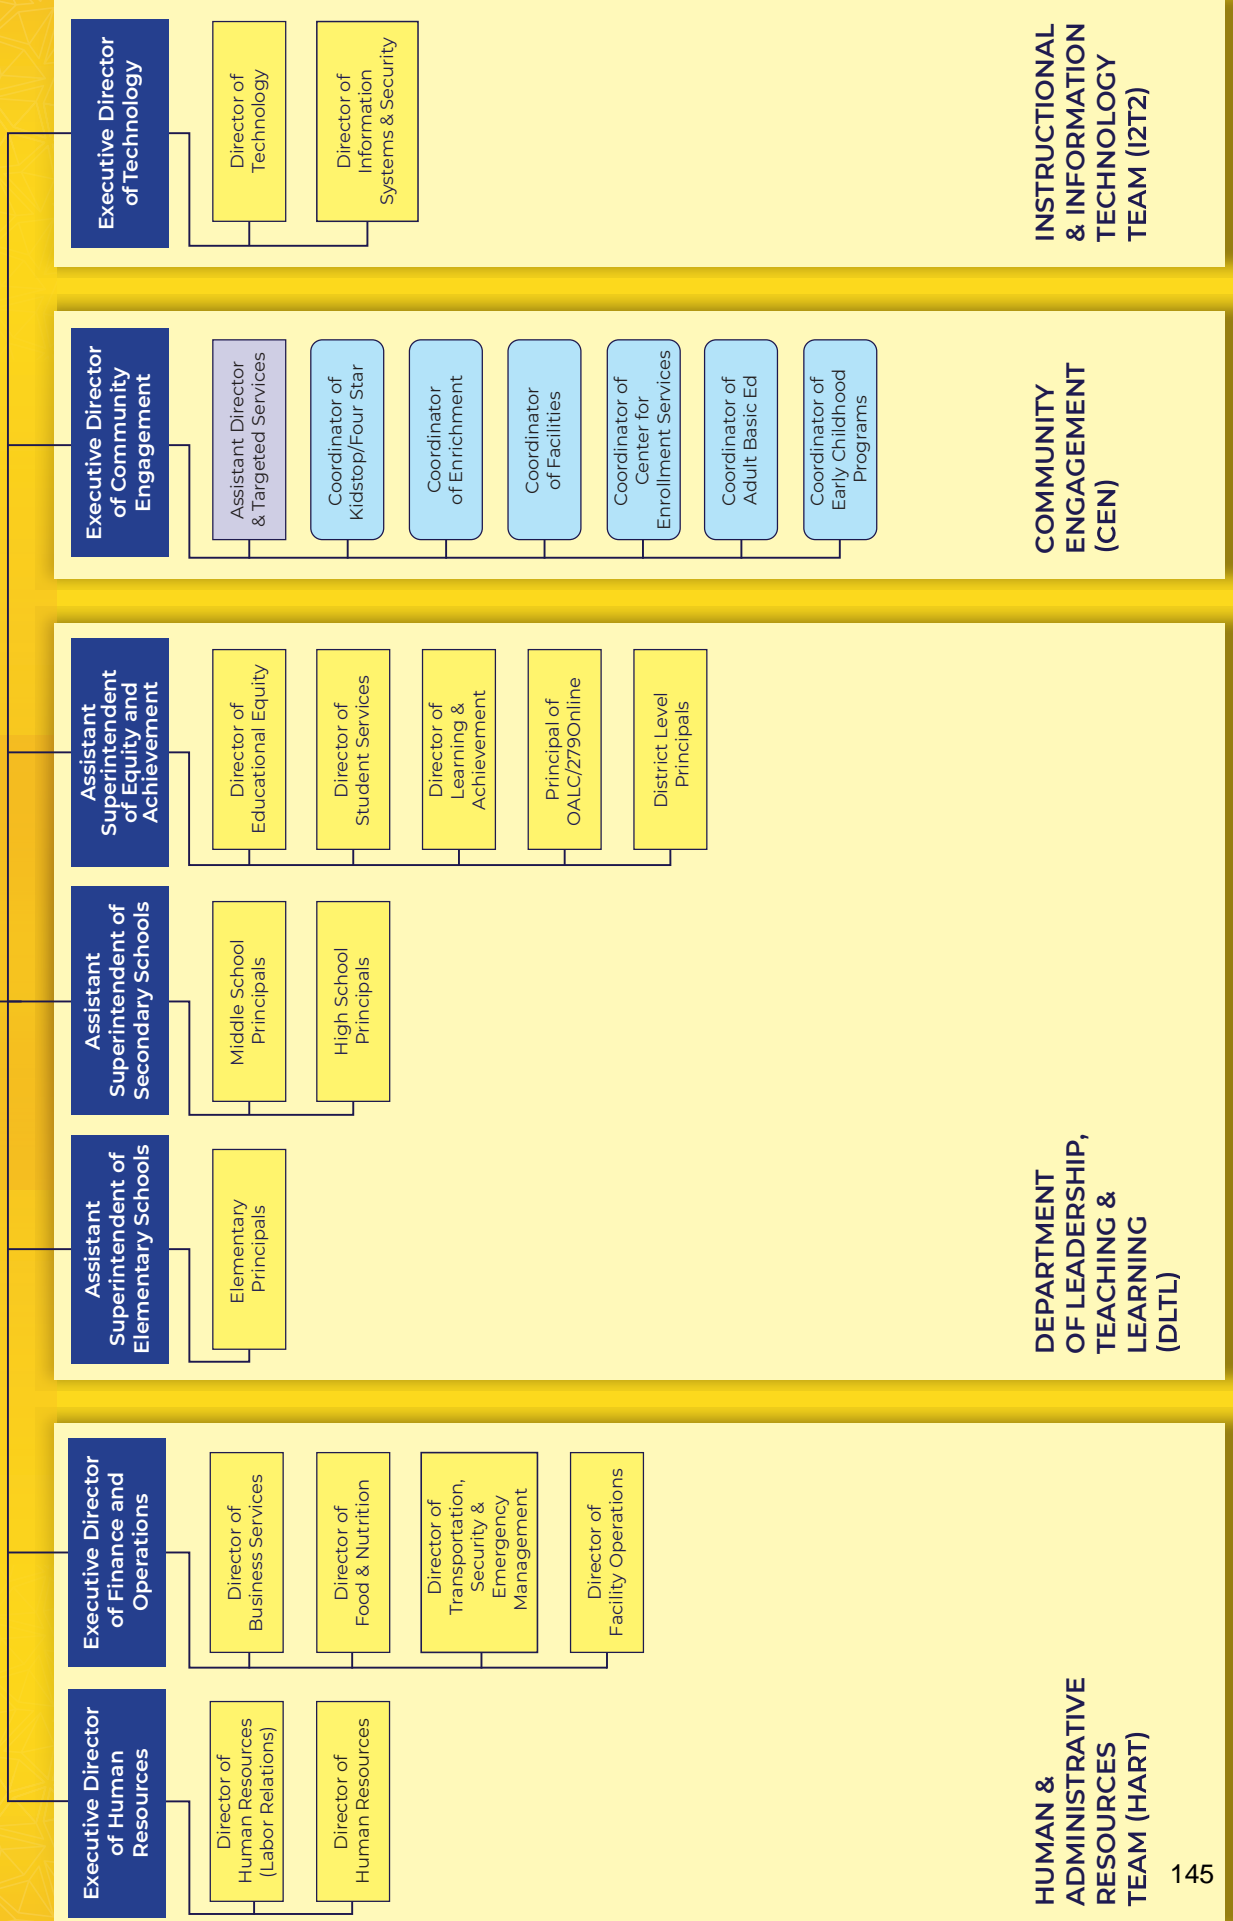 Executive Director
of Human
Resources
Director of
Human Resources
(Labor Relations)
Director of
Human Resources
HUMAN &
ADMINISTRATIVE
RESOURCES
TEAM (HART)
Executive Director
of Finance and
Operations
Director of
Business Services
Director of
Food & Nutrition
Director of
Transportation,
Security &
Emergency
Management
Director of
Facility Operations
Assistant
Superintendent of
Elementary Schools
Elementary
Principals
Assistant
Superintendent of
Secondary Schools
Middle School
Principals
High School
Principals
Assistant
Superintendent
of Equity and
Achievement
Director of
Educational Equity
Director of
Student Services
Director of
Learning &
Achievement
Principal of
OALC/279Online
District Level
Principals
DEPARTMENT
OF LEADERSHIP,
TEACHING &
LEARNING
(DLTL)
Executive Director
of Community
Engagement
Assistant Director
& Targeted Services
Coordinator of
Kidstop/Four Star
Coordinator
of Enrichment
Coordinator
of Facilities
Coordinator of
Center for
Enrollment Services
Coordinator of
Adult Basic Ed
Coordinator of
Early Childhood
Programs
COMMUNITY
ENGAGEMENT
(CEN)
Executive Director
of Technology
Director of
Technology
Director of
Information
Systems & Security
INSTRUCTIONAL
& INFORMATION
TECHNOLOGY
TEAM (I2T2)
145